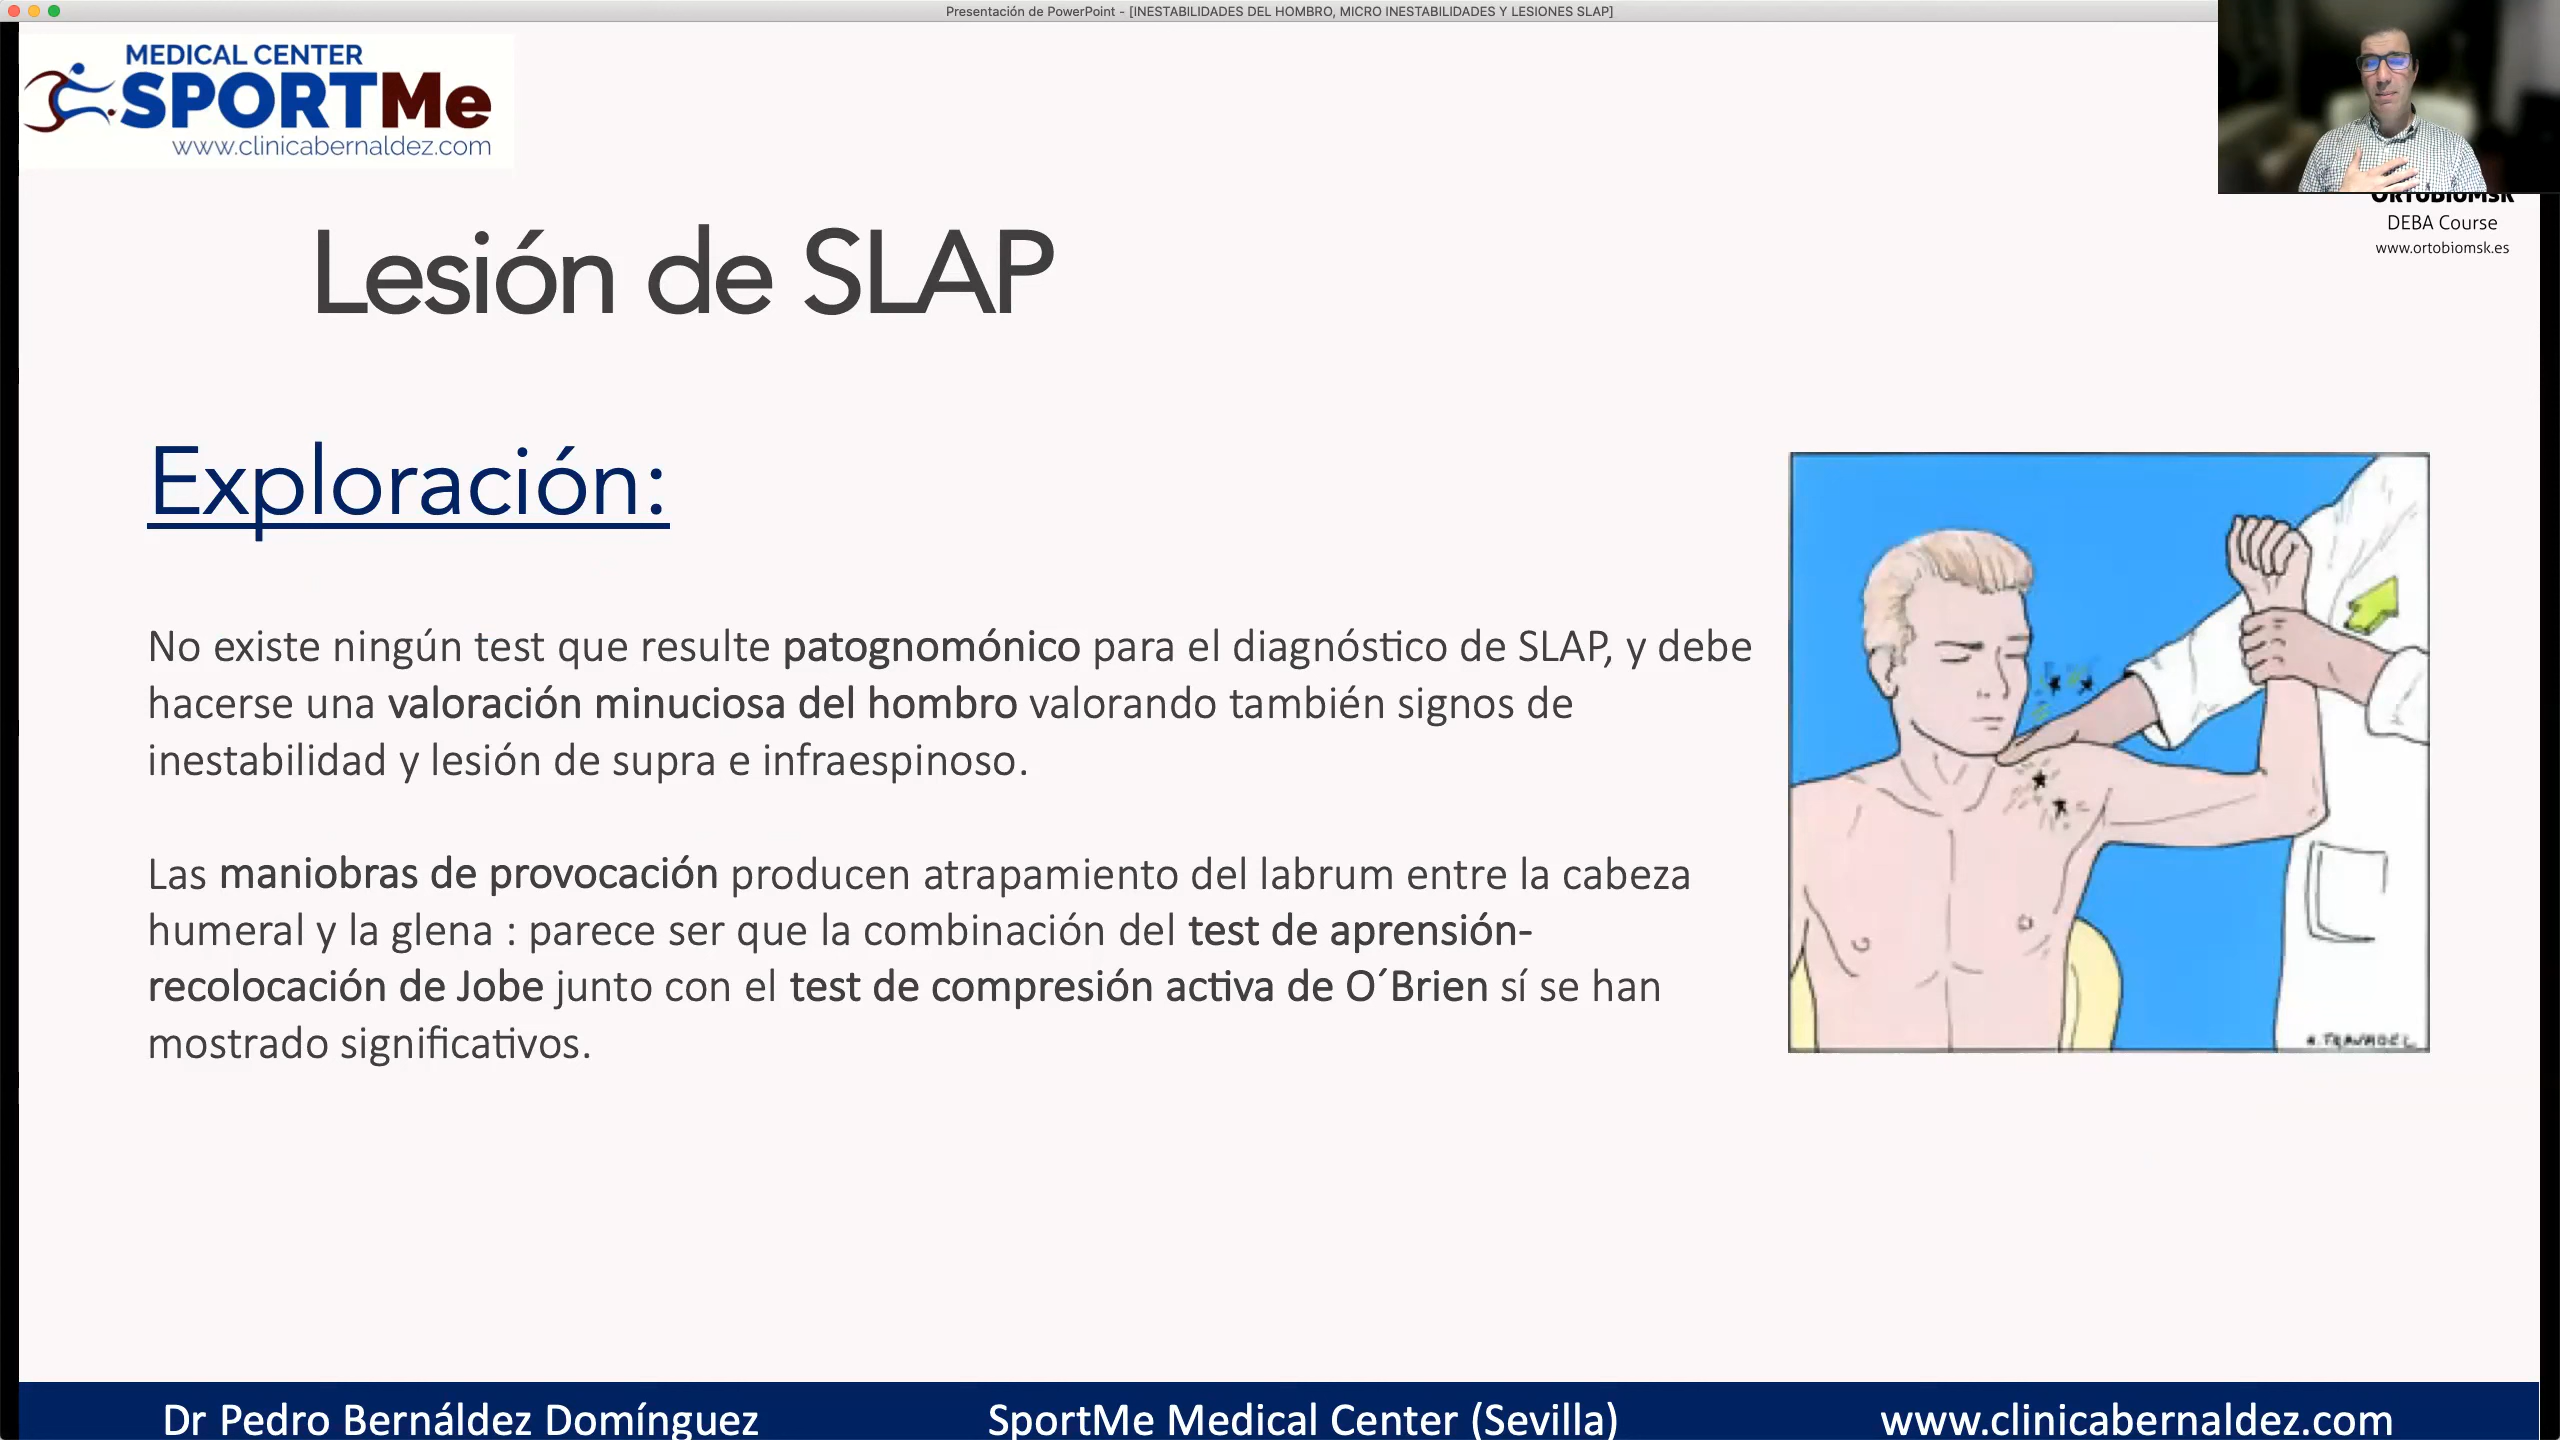 Presentación de PowerPoint - [INESTABILIDADES DEL HOMBRO, MICRO INESTABILIDADES Y LESIONES SLAP]
MEDICAL CENTER
SPORTMe
www.clinicabernaldez.com
ORTOBIOMSK
DEBA Course
www.ortobiomsk.es
Lesión de SLAP
Exploración:
No existe ningún test que resulte patognomónico para el diagnóstico de SLAP, y debe
hacerse una valoración minuciosa del hombro valorando también signos de
inestabilidad y lesión de supra e infraespinoso.
Las maniobras de provocación producen atrapamiento del labrum entre la cabeza
humeral y la glena : parece ser que la combinación del test de aprensión-
recolocación de Jobe junto con el test de compresión activa de O´Brien sí se han
mostrado significativos.
Dr Pedro Bernáldez Domínguez
SportMe Medical Center (Sevilla)
www.clinicabernaldez.com